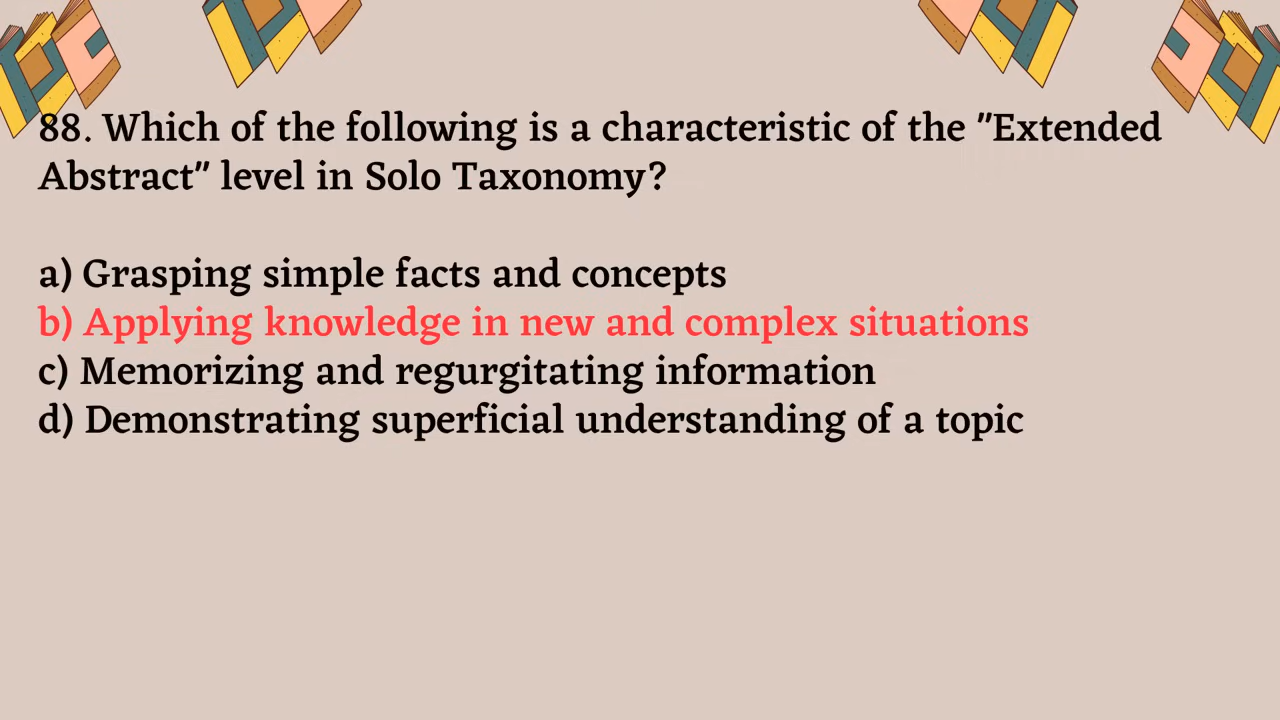 88. Which of the following is a characteristic of the "Extended
Abstract" level in Solo Taxonomy?
a) Grasping simple facts and concepts
b) Applying knowledge in new and complex situations
c) Memorizing and regurgitating information
d) Demonstrating superficial understanding of a topic